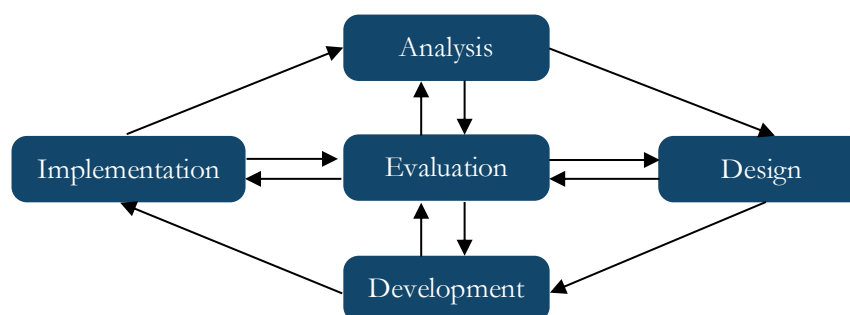 Analysis
Implementation
Evaluation
Design
Development